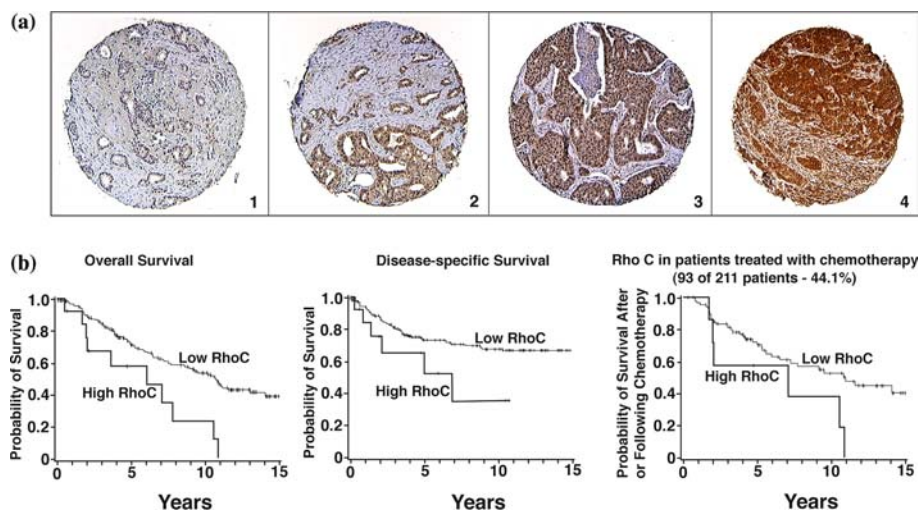 (a)
1
2
3
4
(b)
Overall Survival
Probability of Survival
1.0
0.8
0.6
0.4
0.2
0
Low RhoC
High RhoC
0
5
10
15
Years
Disease-specific Survival
Probability of Survival
1.0
0.8
0.6
0.4
0.2
0
Low RhoC
High RhoC
0
5
10
15
Years
Rho C in patients treated with chemotherapy
(93 of 211 patients - 44.1%)
Probability of Survival After
or Following Chemotherapy
1.0
0.8
0.6
0.4
0.2
0
Low RhoC
High RhoC
0
5
10
15
Years